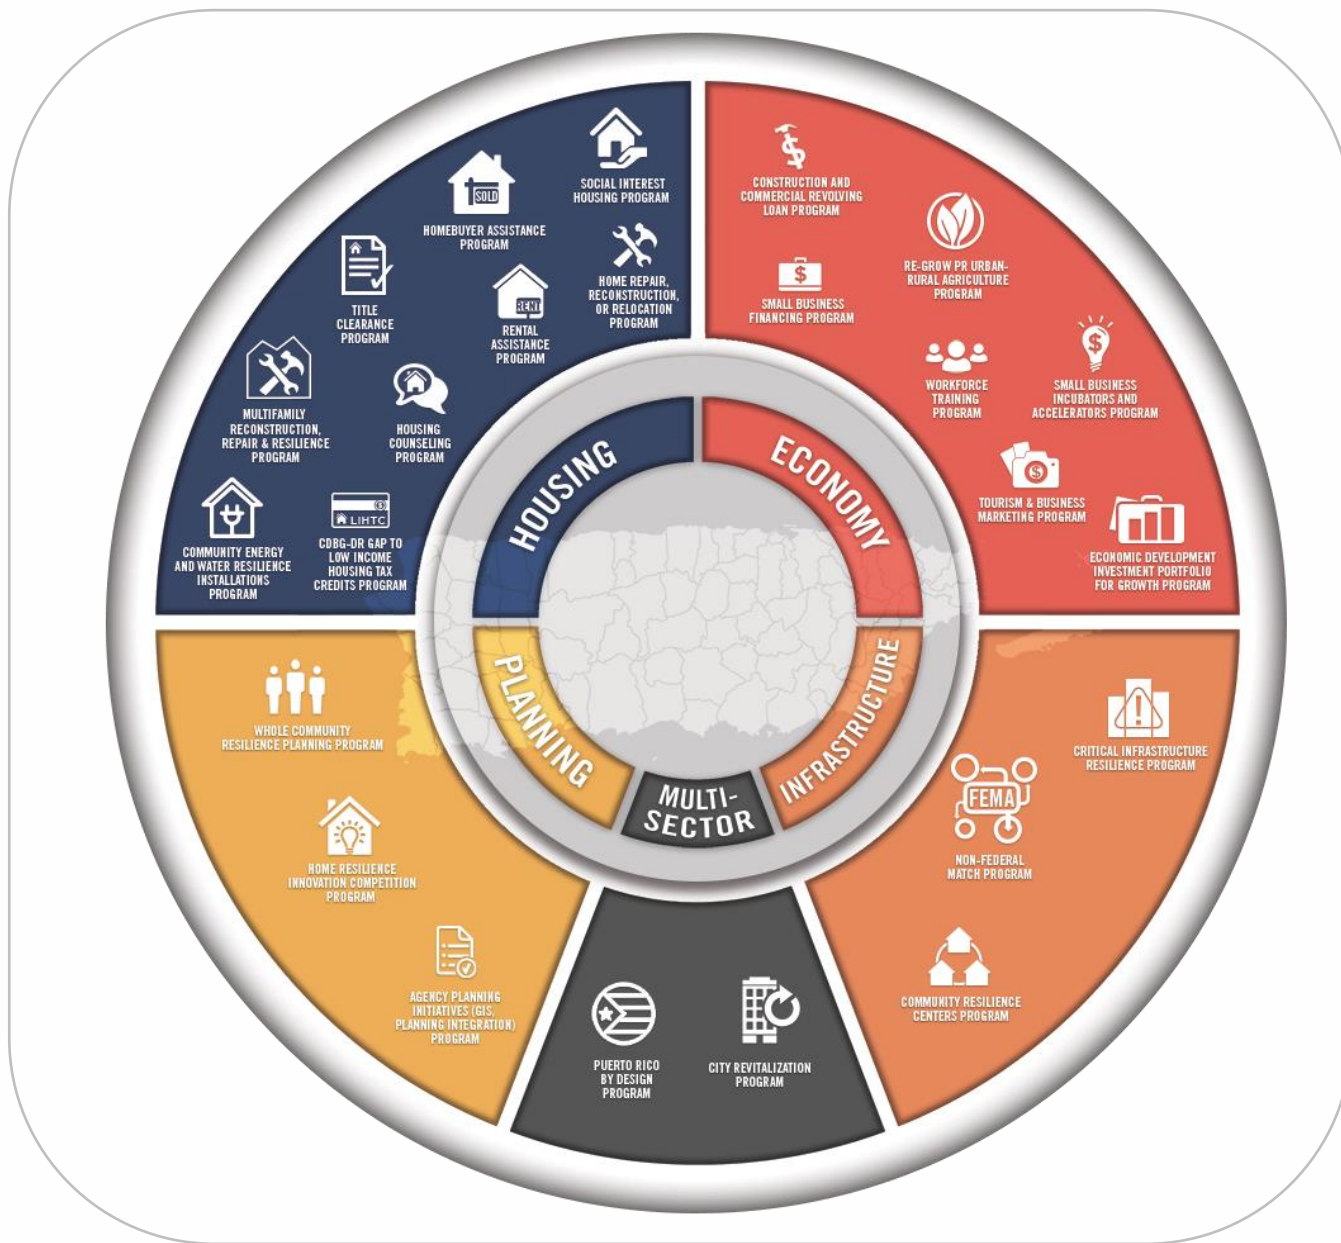 SOCIAL INTEREST
HOUSING PROGRAM
SOLD
HOMEBUYER ASSISTANCE
PROGRAM
HOME REPAIR,
RECONSTRUCTION,
OR RELOCATION
PROGRAM
TITLE
CLEARANCE
PROGRAM
RENT
RENTAL
ASSISTANCE
PROGRAM
MULTIFAMILY
RECONSTRUCTION,
REPAIR & RESILIENCE
PROGRAM
HOUSING
COUNSELING
PROGRAM
COMMUNITY ENERGY
AND WATER RESILIENCE
INSTALLATIONS
PROGRAM
$
LIHTC
CDBG-DR GAP TO
LOW INCOME
HOUSING TAX
CREDITS PROGRAM
$
CONSTRUCTION AND
COMMERCIAL REVOLVING
LOAN PROGRAM
RE-GROW PR URBAN-
RURAL AGRICULTURE
PROGRAM
$
SMALL BUSINESS
FINANCING PROGRAM
WORKFORCE
TRAINING
PROGRAM
$
SMALL BUSINESS
INCUBATORS AND
ACCELERATORS PROGRAM
$
TOURISM & BUSINESS
MARKETING PROGRAM
ECONOMIC DEVELOPMENT
INVESTMENT PORTFOLIO
FOR GROWTH PROGRAM
HOUSING
ECONOMY
PLANNING
INFRASTRUCTURE
MULTI-
SECTOR
WHOLE COMMUNITY
RESILIENCE PLANNING PROGRAM
HOME RESILIENCE
INNOVATION COMPETITION
PROGRAM
AGENCY PLANNING
INITIATIVES (GIS,
PLANNING INTEGRATION)
PROGRAM
PUERTO RICO
BY DESIGN
PROGRAM
CITY REVITALIZATION
PROGRAM
!
CRITICAL INFRASTRUCTURE
RESILIENCE PROGRAM
FEMA
NON-FEDERAL
MATCH PROGRAM
COMMUNITY RESILIENCE
CENTERS PROGRAM